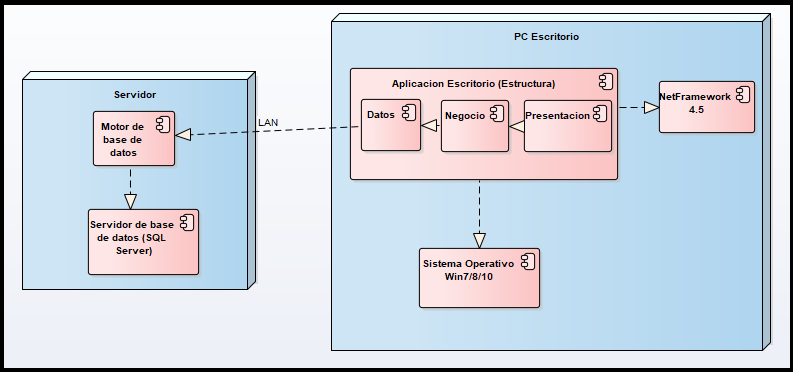 PC Escritorio
Servidor
Aplicacion Escritorio (Estructura)
NetFramework
4.5
Datos
Negocio
Presentacion
LAN
Motor de
base de
datos
Servidor de base
de datos (SQL
Server)
Sistema Operativo
Win7/8/10